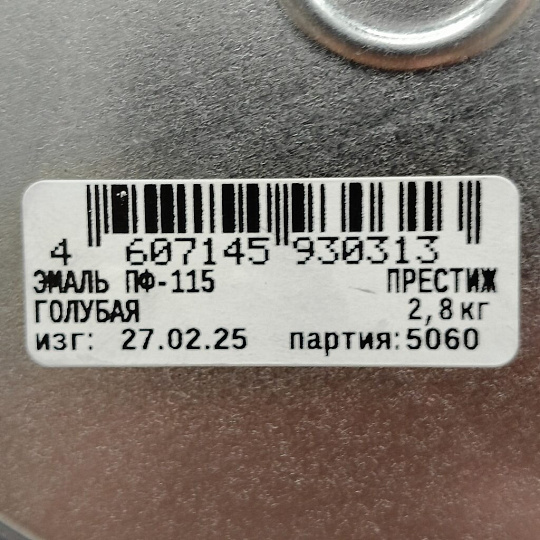 4 607145 930313
ЭМАЛЬ ПФ-115 ПРЕСТИЖ
ГОЛУБАЯ 2,8кг
изг: 27.02.25 партия:5060